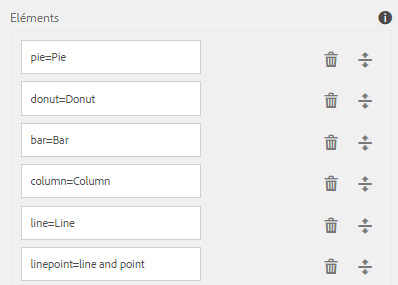 Eléments
pie=Pie
donut=Donut
bar=Bar
column=Column
line=Line
linepoint=line and point